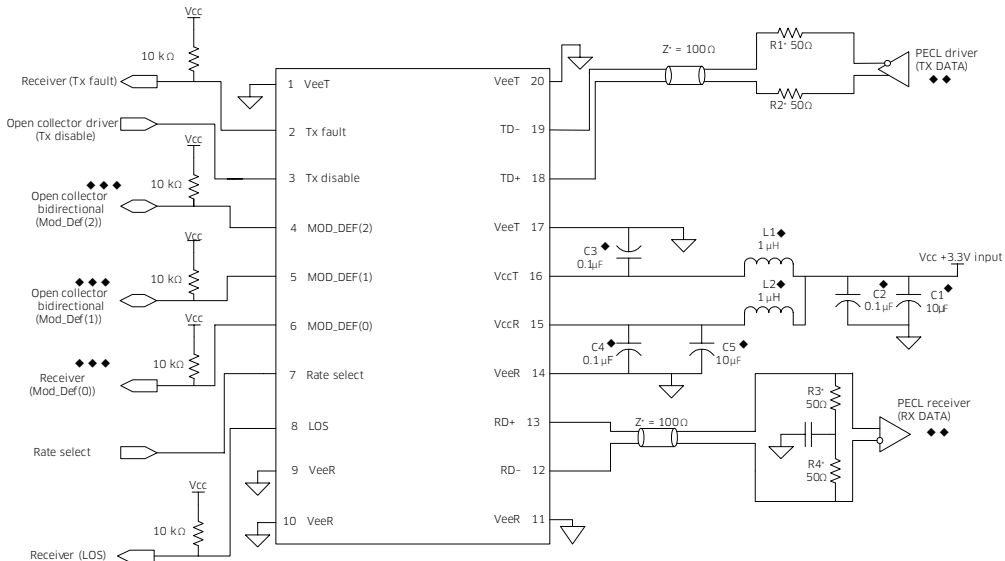 Vcc
10 kΩ
Receiver (Tx fault)
Open collector driver
(Tx disable)
Vcc
10 kΩ
◆ ◆ ◆
Open collector
bidirectional
(Mod_Def(2))
Vcc
10 kΩ
◆ ◆ ◆
Open collector
bidirectional
(Mod_Def(1))
Vcc
10 kΩ
◆ ◆ ◆
Receiver
(Mod_Def(0))
Rate select
Vcc
10 kΩ
Receiver (LOS)
1 VeeT
2 Tx fault
3 Tx disable
4 MOD_DEF(2)
5 MOD_DEF(1)
6 MOD_DEF(0)
7 Rate select
8 LOS
9 VeeR
10 VeeR
VeeT 20
TD– 19
TD+ 18
VeeT 17
VccT 16
VccR 15
VeeR 14
RD+ 13
RD– 12
VeeR 11
Z* = 100Ω
R1* 50Ω
R2* 50Ω
PECL driver
(TX DATA)
◆ ◆
C3◆
0.1µF
L1◆
1 µH
L2◆
1 µH
Vcc +3.3V input
C2◆
0.1µF
C1◆
10µF
C4◆
0.1µF
C5◆
10µF
Z* = 100Ω
R3*
50Ω
R4*
50Ω
PECL receiver
(RX DATA)
◆ ◆